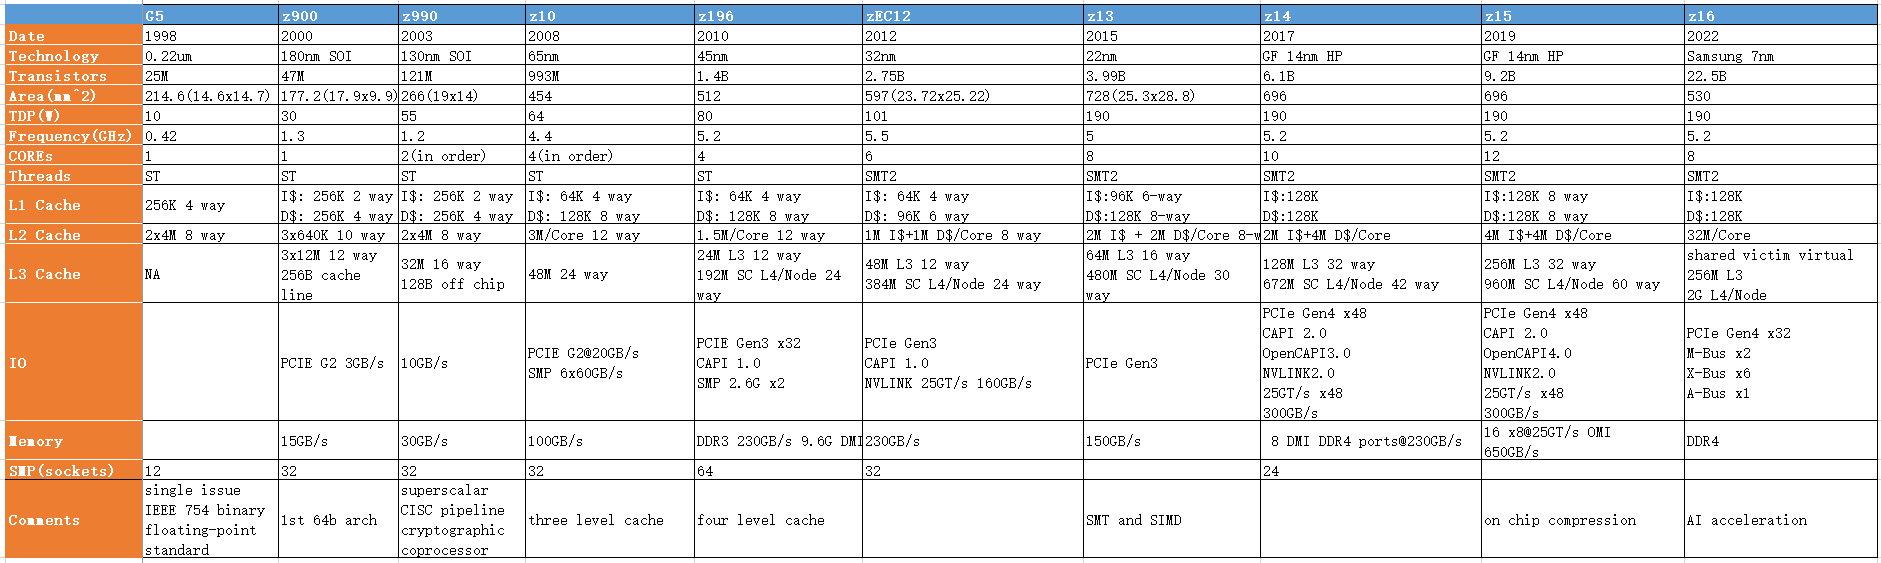 G5 z900 z990 z10 z196 zEC12 z13 z14 z15 z16
Date 1998 2000 2003 2008 2010 2012 2015 2017 2019 2022
Technology 0.22um 180nm SOI 130nm SOI 65nm 45nm 32nm 22nm GF 14nm HP GF 14nm HP Samsung 7nm
Transistors 25M 47M 121M 993M 1.4B 2.75B 3.99B 6.1B 9.2B 22.5B
Area(mm^2) 214.6(14.6x14.7) 177.2(17.9x9.9) 266(19x14) 454 512 597(23.72x25.22) 728(25.3x28.8) 696 696 530
TDP(W) 10 30 55 64 80 101 190 190 190 190
Frequency(GHz) 0.42 1.3 1.2 4.4 5.2 5.5 5 5.2 5.2 5.2
COREs 1 1 2(in order) 4(in order) 4 6 8 10 12 8
Threads ST ST ST ST ST SMT2 SMT2 SMT2 SMT2 SMT2
L1 Cache
256K 4 way
I$: 256K 2 way
D$: 256K 4 way
I$: 256K 2 way
D$: 256K 4 way
I$: 64K 4 way
D$: 128K 8 way
I$: 64K 4 way
D$: 128K 8 way
I$: 64K 4 way
D$: 96K 6 way
I$:96K 6-way
D$:128K 8-way
I$:128K
D$:128K
I$:128K 8 way
D$:128K 8 way
I$:128K
D$:128K
L2 Cache 2x4M 8 way 3x640K 10 way 2x4M 8 way 3M/Core 12 way 1.5M/Core 12 way 1M I$+1M D$/Core 8 way 2M I$ + 2M D$/Core 8-w 2M I$+4M D$/Core 4M I$+4M D$/Core 32M/Core
L3 Cache
NA
3x12M 12 way
256B cache
line
32M 16 way
128B off chip
48M 24 way
24M L3 12 way
192M SC L4/Node 24
way
48M L3 12 way
384M SC L4/Node 24 way
64M L3 16 way
480M SC L4/Node 30
way
128M L3 32 way
672M SC L4/Node 42 way
256M L3 32 way
960M SC L4/Node 60 way
shared victim virtual
256M L3
2G L4/Node
IO
PCIE G2 3GB/s
10GB/s
PCIE G2@20GB/s
SMP 6x60GB/s
PCIE Gen3 x32
CAPI 1.0
SMP 2.6G x2
PCIe Gen3
CAPI 1.0
NVLINK 25GT/s 160GB/s
PCIe Gen3
PCIe Gen4 x48
CAPI 2.0
OpenCAPI3.0
NVLINK2.0
25GT/s x48
300GB/s
PCIe Gen4 x48
CAPI 2.0
OpenCAPI4.0
NVLINK2.0
25GT/s x48
300GB/s
PCIe Gen4 x32
M-Bus x2
X-Bus x6
A-Bus x1
Memory
15GB/s
30GB/s
100GB/s
DDR3 230GB/s 9.6G DMI
230GB/s
150GB/s
8 DMI DDR4 ports@230GB/s
16 x8@25GT/s OMI
650GB/s
DDR4
SMP(sockets) 12 32 32 32 64 32 24
Comments
single issue
IEEE 754 binary
floating-point
standard
1st 64b arch
superscalar
CISC pipeline
cryptographic
coprocessor
three level cache
four level cache
SMT and SIMD
on chip compression
AI acceleration